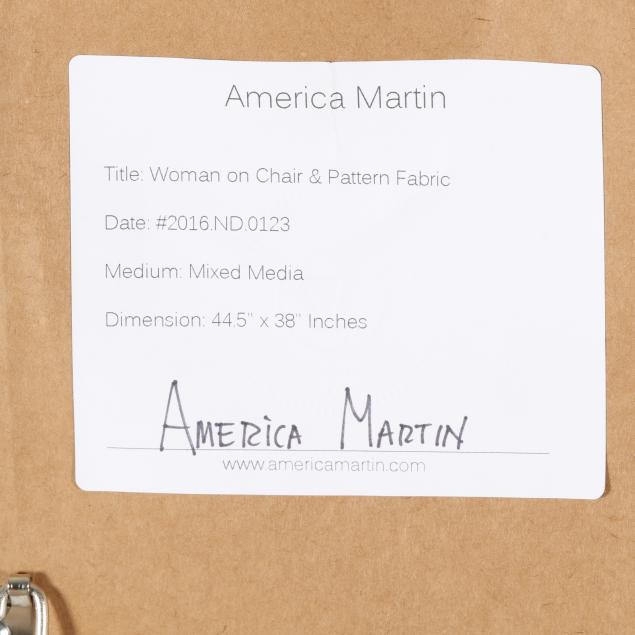 America Martin
Title: Woman on Chair & Pattern Fabric
Date: #2016.ND.0123
Medium: Mixed Media
Dimension: 44.5" x 38" Inches
AMERICA MARTIN
www.americamartin.com